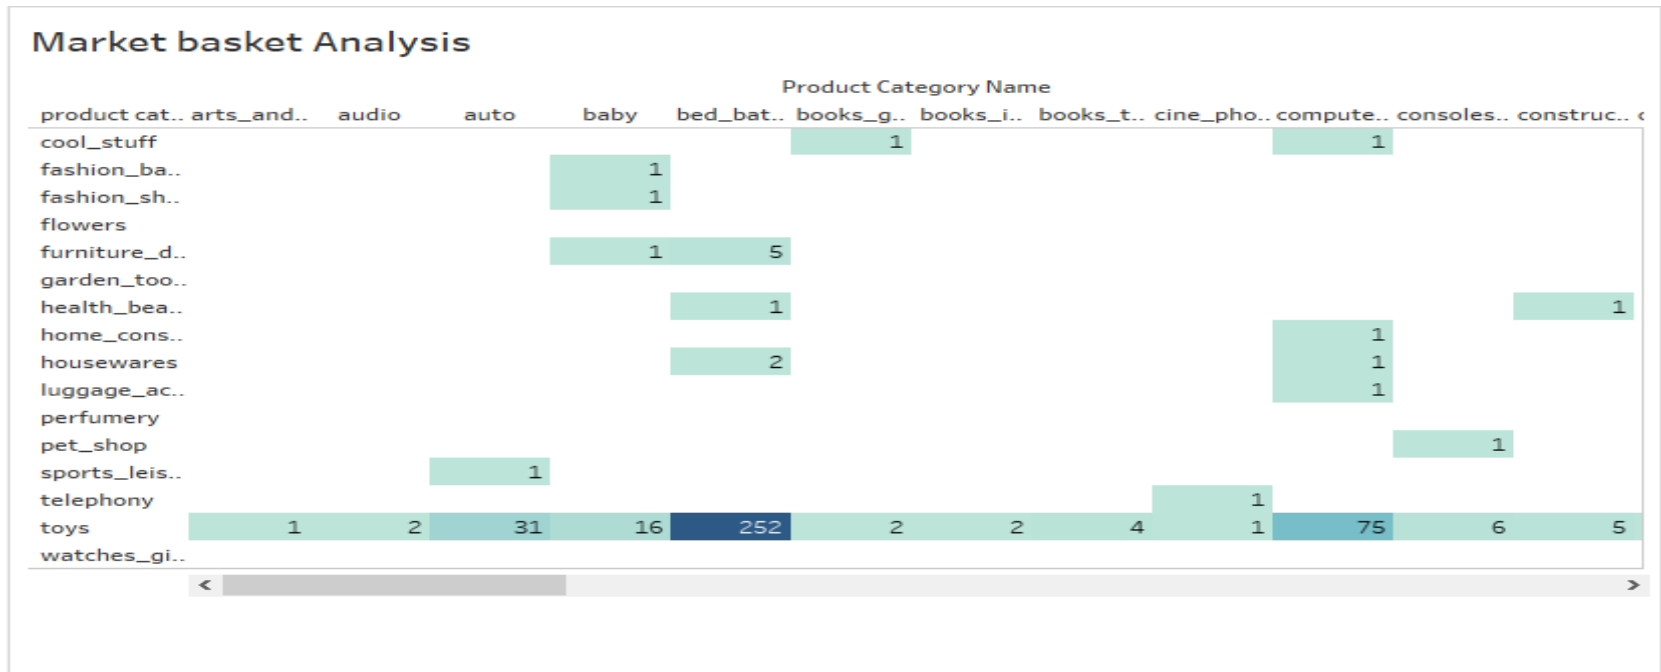 Market basket Analysis
Product Category Name
product cat.. arts_and.. audio auto baby bed_bat.. books_g.. books_i.. books_t.. cine_pho.. compute.. consoles.. construc.. c
cool_stuff 1 1
fashion_ba.. 1
fashion_sh.. 1
flowers
furniture_d.. 1 5
garden_too..
health_bea.. 1 1
home_cons.. 1
housewares 2 1
luggage_ac.. 1
perfumery
pet_shop 1
sports_leis.. 1
telephony 1
toys 1 2 31 16 252 2 2 4 1 75 6 5
watches_gi..